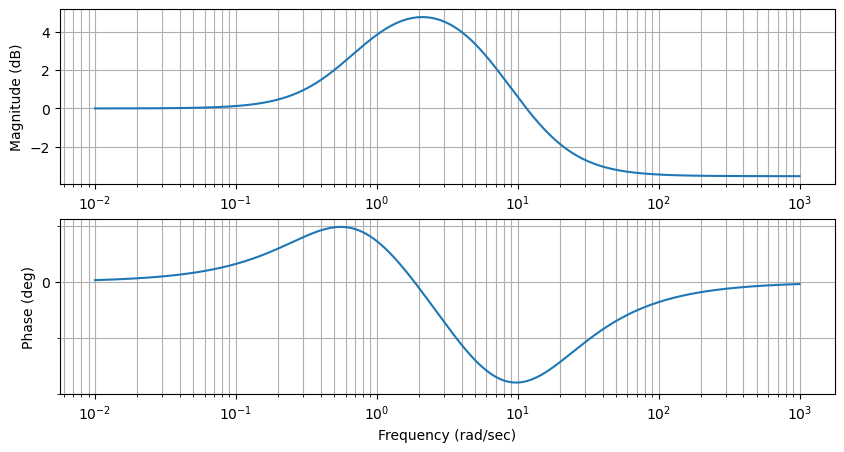 Magnitude (dB)
4
2
0
−2
10⁻² 10⁻¹ 10⁰ 10¹ 10² 10³
Phase (deg)
0
10⁻² 10⁻¹ 10⁰ 10¹ 10² 10³
Frequency (rad/sec)